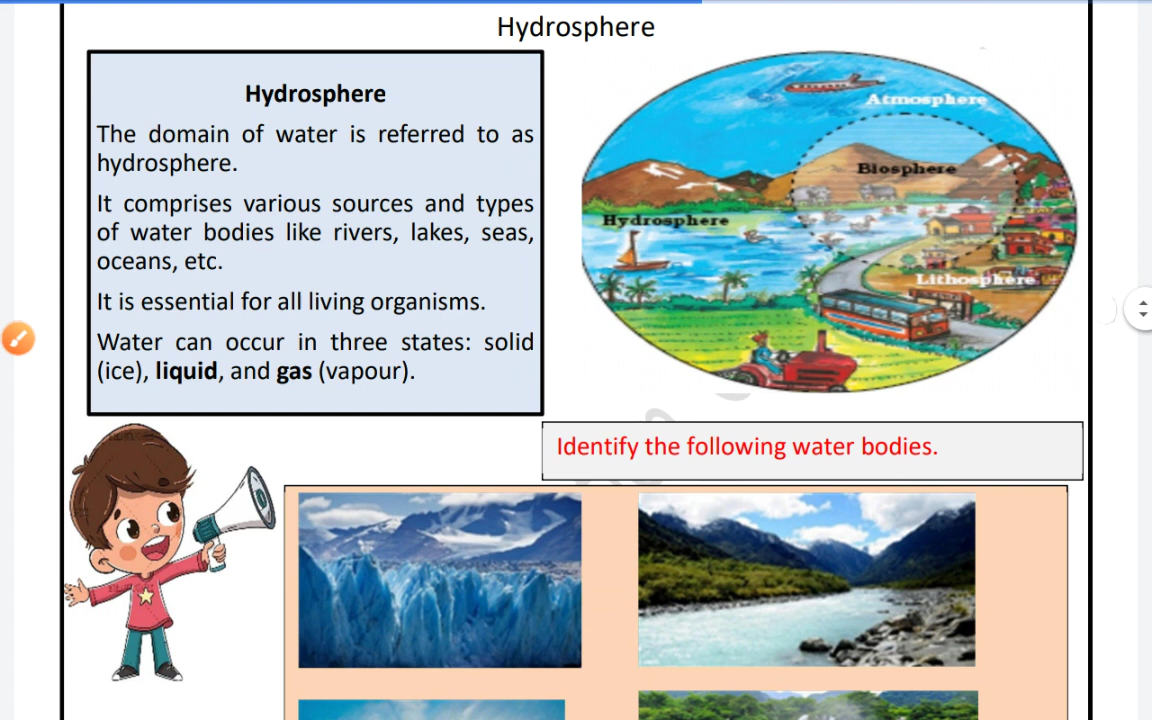 Hydrosphere
Hydrosphere
The domain of water is referred to as
hydrosphere.
It comprises various sources and types
of water bodies like rivers, lakes, seas,
oceans, etc.
It is essential for all living organisms.
Water can occur in three states: solid
(ice), liquid, and gas (vapour).
Atmosphere
Biosphere
Hydrosphere
Lithosphere
Identify the following water bodies.